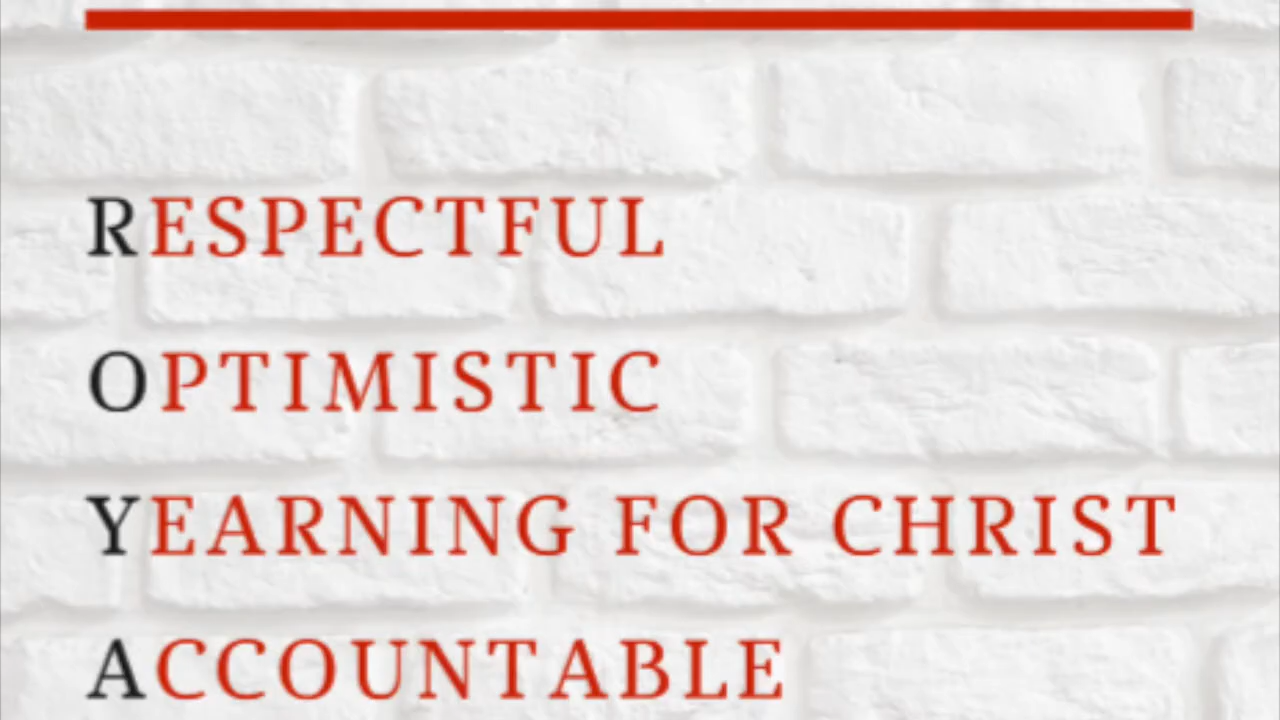 RESPECTFUL
OPTIMISTIC
YEARNING FOR CHRIST
ACCOUNTABLE